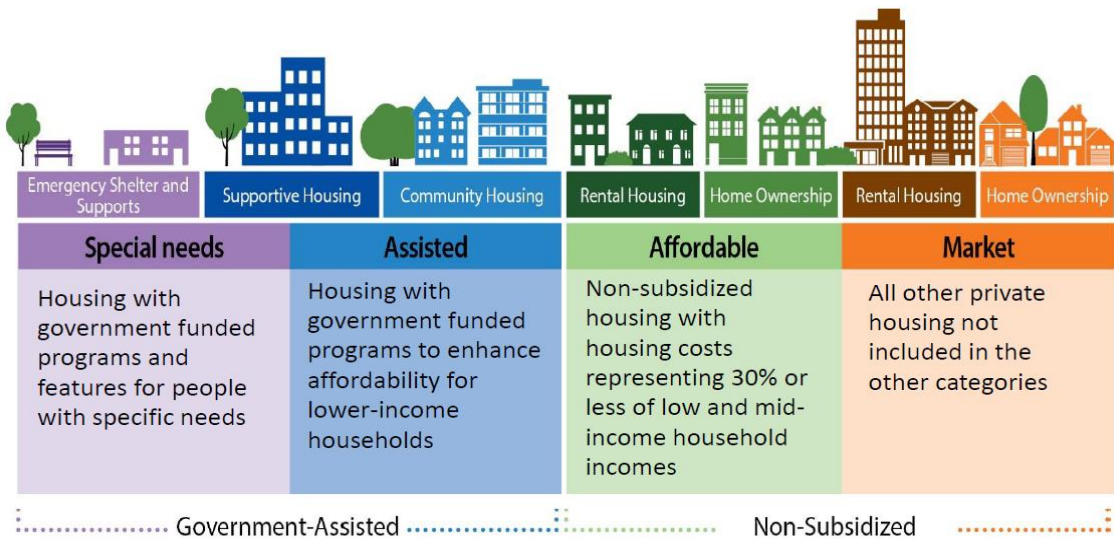 Emergency Shelter and
Supports
Supportive Housing
Community Housing
Rental Housing
Home Ownership
Rental Housing
Home Ownership
Special needs
Assisted
Affordable
Market
Housing with
government funded
programs and
features for people
with specific needs
Housing with
government funded
programs to enhance
affordability for
lower-income
households
Non-subsidized
housing with
housing costs
representing 30% or
less of low and mid-
income household
incomes
All other private
housing not
included in the
other categories
Government-Assisted
Non-Subsidized